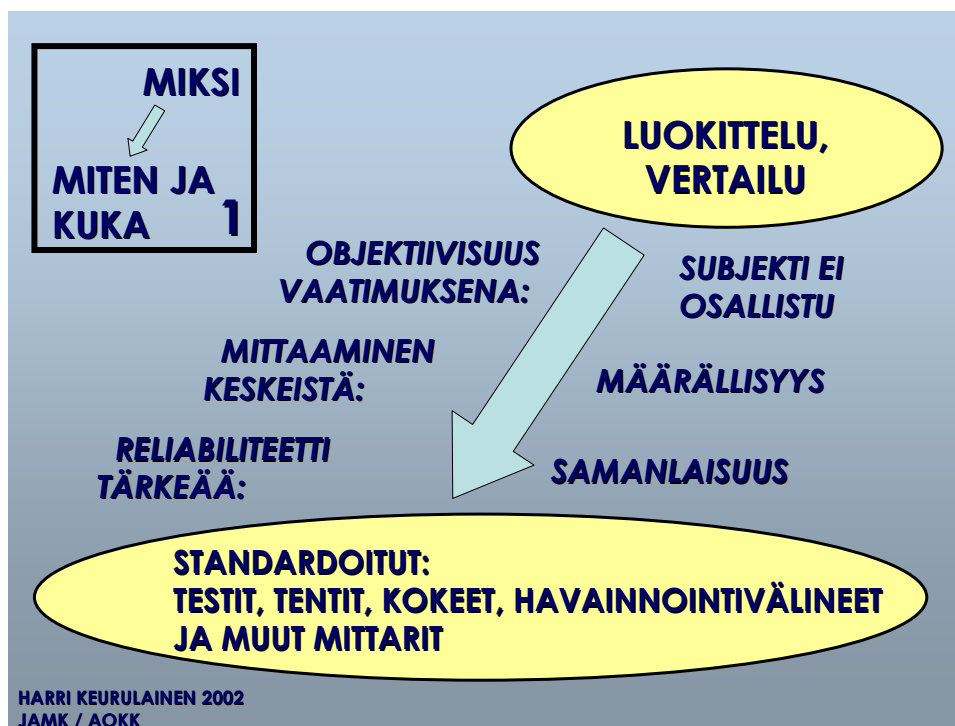 MIKSI
MITEN JA
KUKA 1
LUOKITTELU,
VERTAILU
OBJEKTIIVISUUS
VAATIMUKSENA:
SUBJEKTI EI
OSALLISTU
MITTAAMINEN
KESKEISTÄ:
MÄÄRÄLLISYYS
RELIABILITEETTI
TÄRKEÄÄ:
SAMANLAISUUS
STANDARDOITUT:
TESTIT, TENTIT, KOKEET, HAVAINNOINTIVÄLINEET
JA MUUT MITTARIT
HARRI KEURULAINEN 2002
JAMK / AOKK